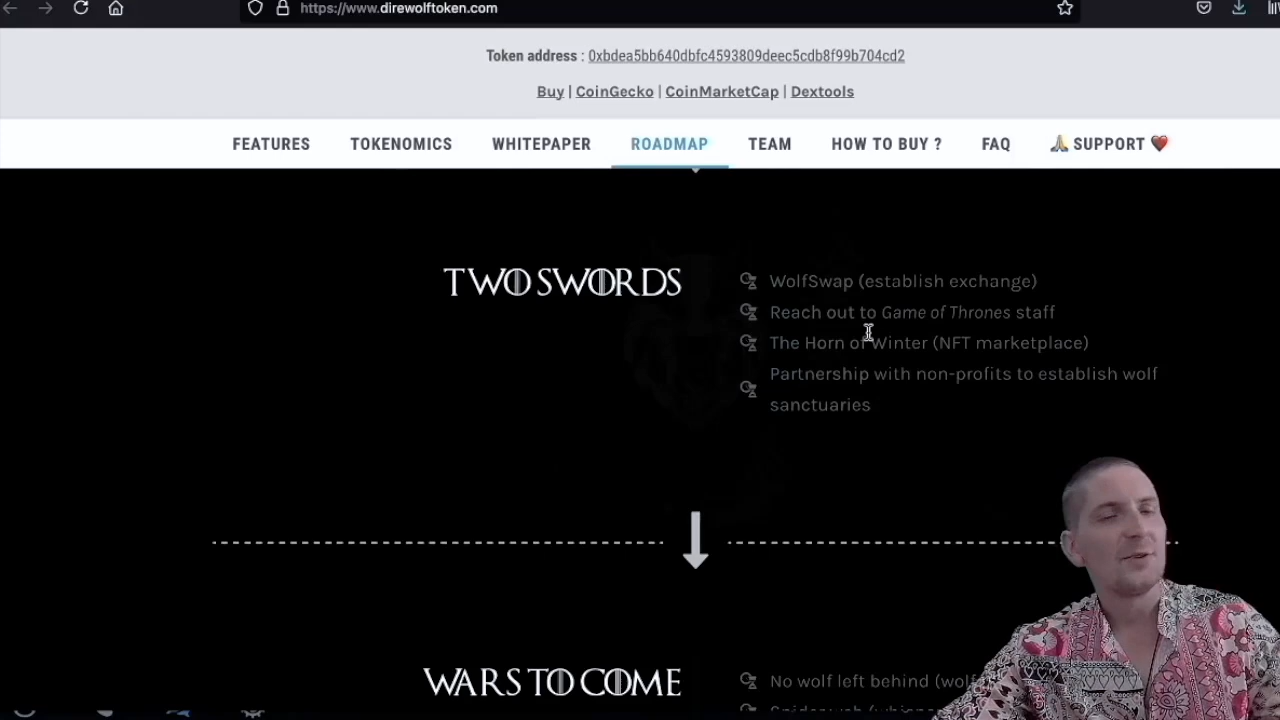 https://www.direwolftoken.com
Token address : 0xbdea5bb640dbfc4593809deec5cdb8f99b704cd2
Buy | CoinGecko | CoinMarketCap | Dextools
FEATURES TOKENOMICS WHITEPAPER ROADMAP TEAM HOW TO BUY ? FAQ 🙏 SUPPORT ❤️
TWO SWORDS
WolfSwap (establish exchange)
Reach out to Game of Thrones staff
The Horn of Winter (NFT marketplace)
Partnership with non-profits to establish wolf
sanctuaries
WARS TO COME
No wolf left behind